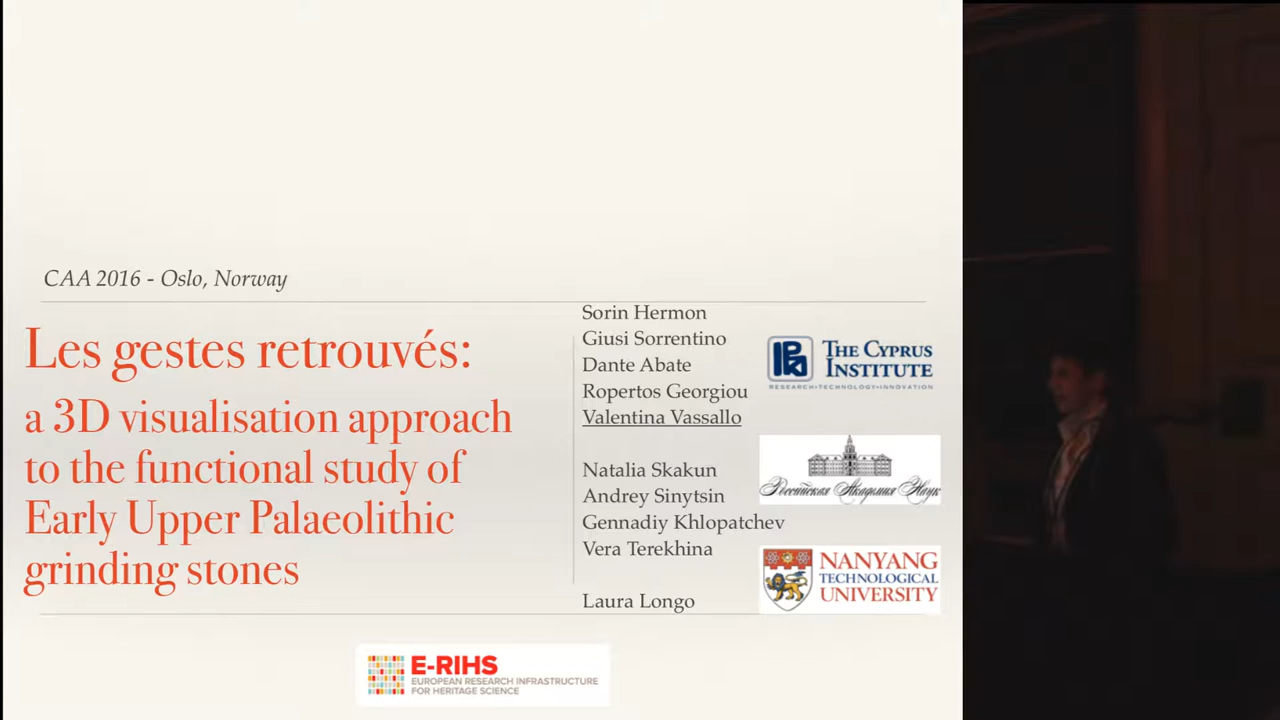 CAA 2016 - Oslo, Norway
Les gestes retrouvés:
a 3D visualisation approach
to the functional study of
Early Upper Palaeolithic
grinding stones
Sorin Hermon
Giusi Sorrentino
Dante Abate
Ropertos Georgiou
Valentina Vassallo
Natalia Skakun
Andrey Sinytsin
Gennadiy Khlopatchev
Vera Terekhina
Laura Longo
THE CYPRUS
INSTITUTE
RESEARCH•TECHNOLOGY•INNOVATION
Российская Академия Наук
NANYANG
TECHNOLOGICAL
UNIVERSITY
E-RIHS
EUROPEAN RESEARCH INFRASTRUCTURE
FOR HERITAGE SCIENCE